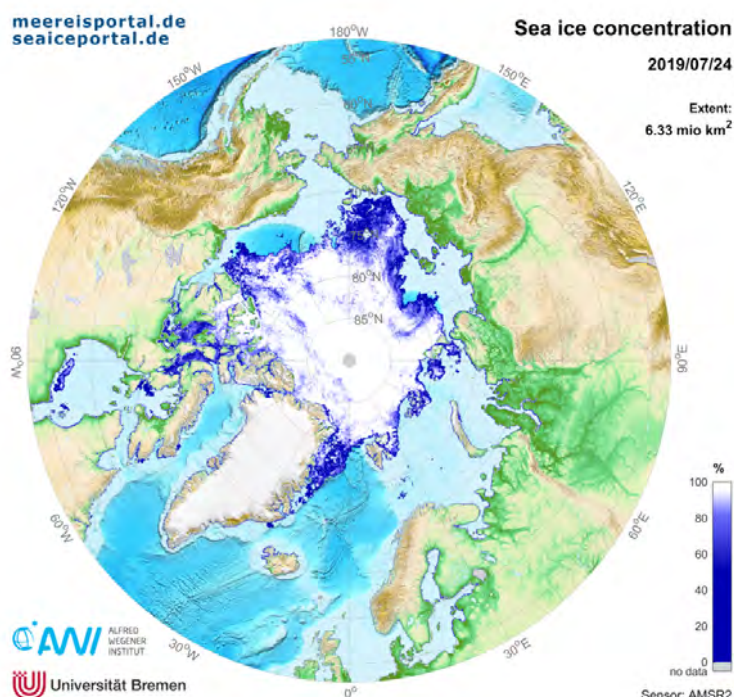 meereisportal.de
seaiceportal.de
Sea ice concentration
2019/07/24
Extent:
6.33 mio km²
180°W
150°W
150°E
120°W
120°E
90°W
90°E
60°W
60°E
30°W
30°E
0°
75°N
80°N
85°N
%
100
80
60
40
20
0
no data
AWI
ALFRED
WEGENER
INSTITUT
Universität Bremen
Sensor: AMSR2